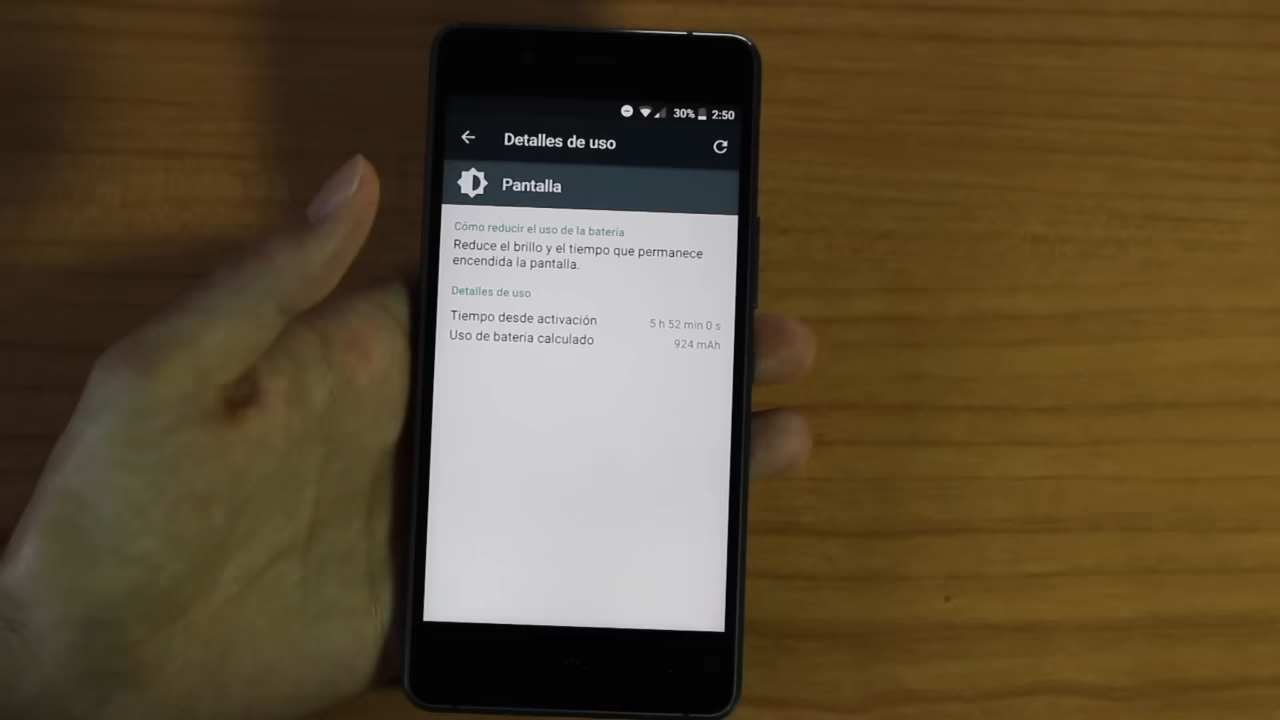 30% 2:50
Detalles de uso
Pantalla
Cómo reducir el uso de la batería
Reduce el brillo y el tiempo que permanece
encendida la pantalla.
Detalles de uso
Tiempo desde activación 5 h 52 min 0 s
Uso de batería calculado 924 mAh